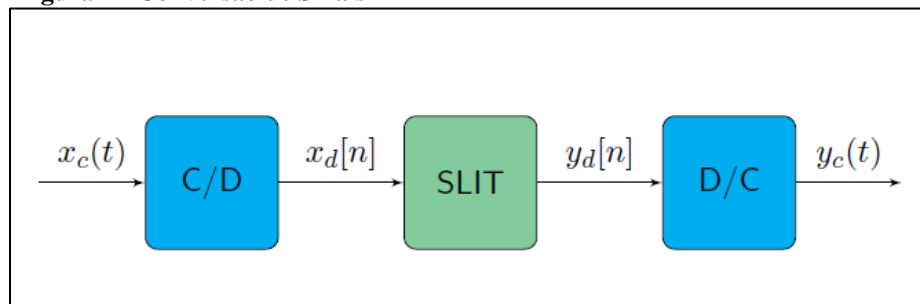 x_c(t)
C/D
x_d[n]
SLIT
y_d[n]
D/C
y_c(t)